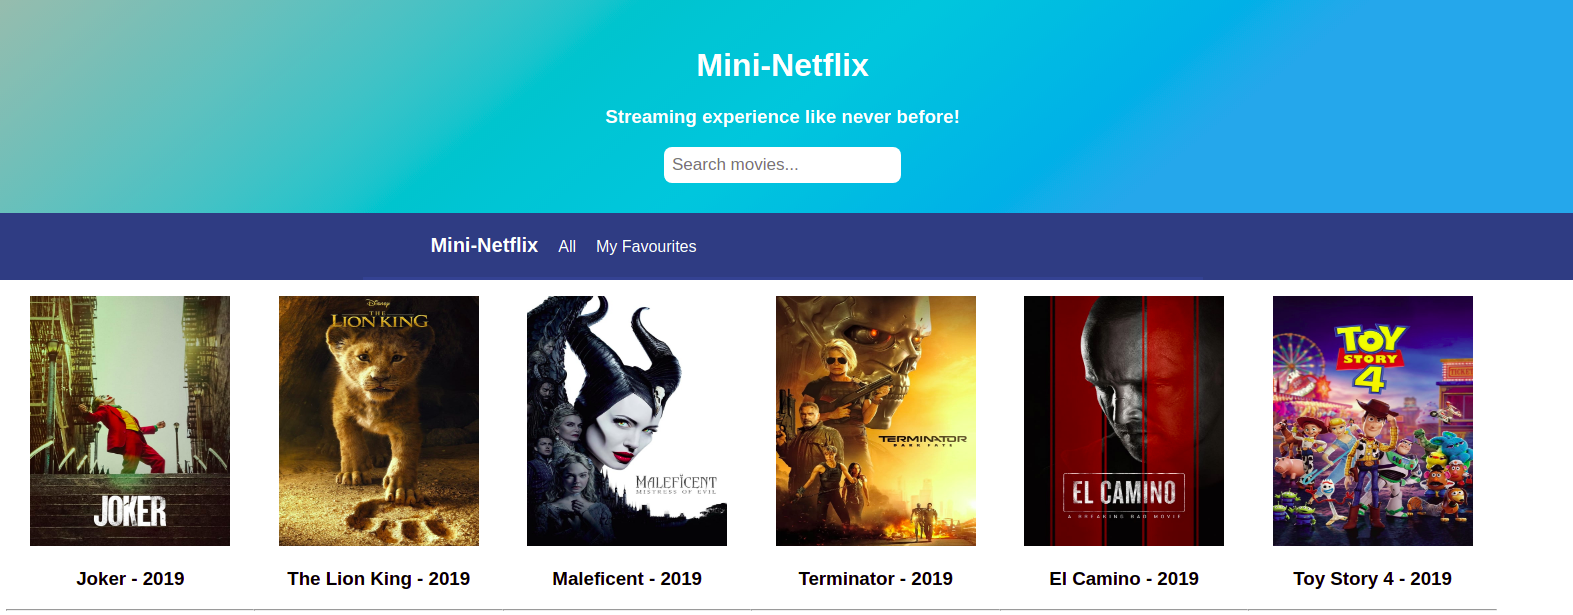 Mini-Netflix
Streaming experience like never before!
Search movies...
Mini-Netflix All My Favourites
JOKER
Disney
THE
LION KING
MALEFICENT
MISTRESS OF EVIL
TERMINATOR
DARK FATE
EL CAMINO
A BREAKING BAD MOVIE
TOY
STORY
4
Joker - 2019
The Lion King - 2019
Maleficent - 2019
Terminator - 2019
El Camino - 2019
Toy Story 4 - 2019